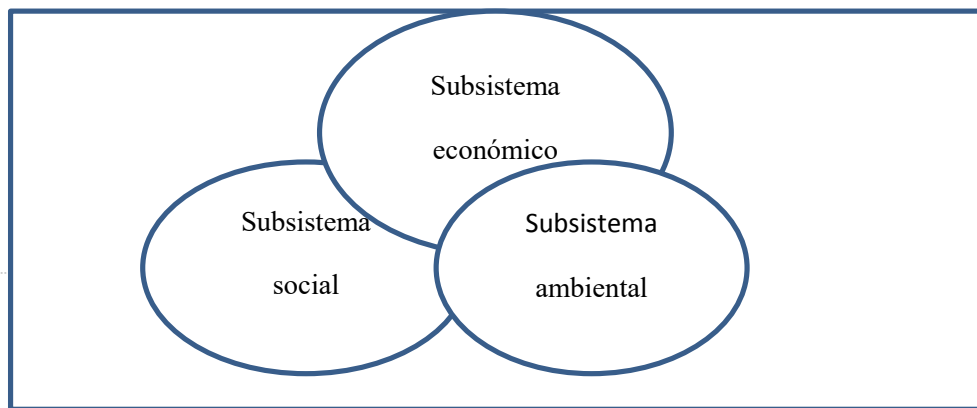 Subsistema
económico
Subsistema
social
Subsistema
ambiental